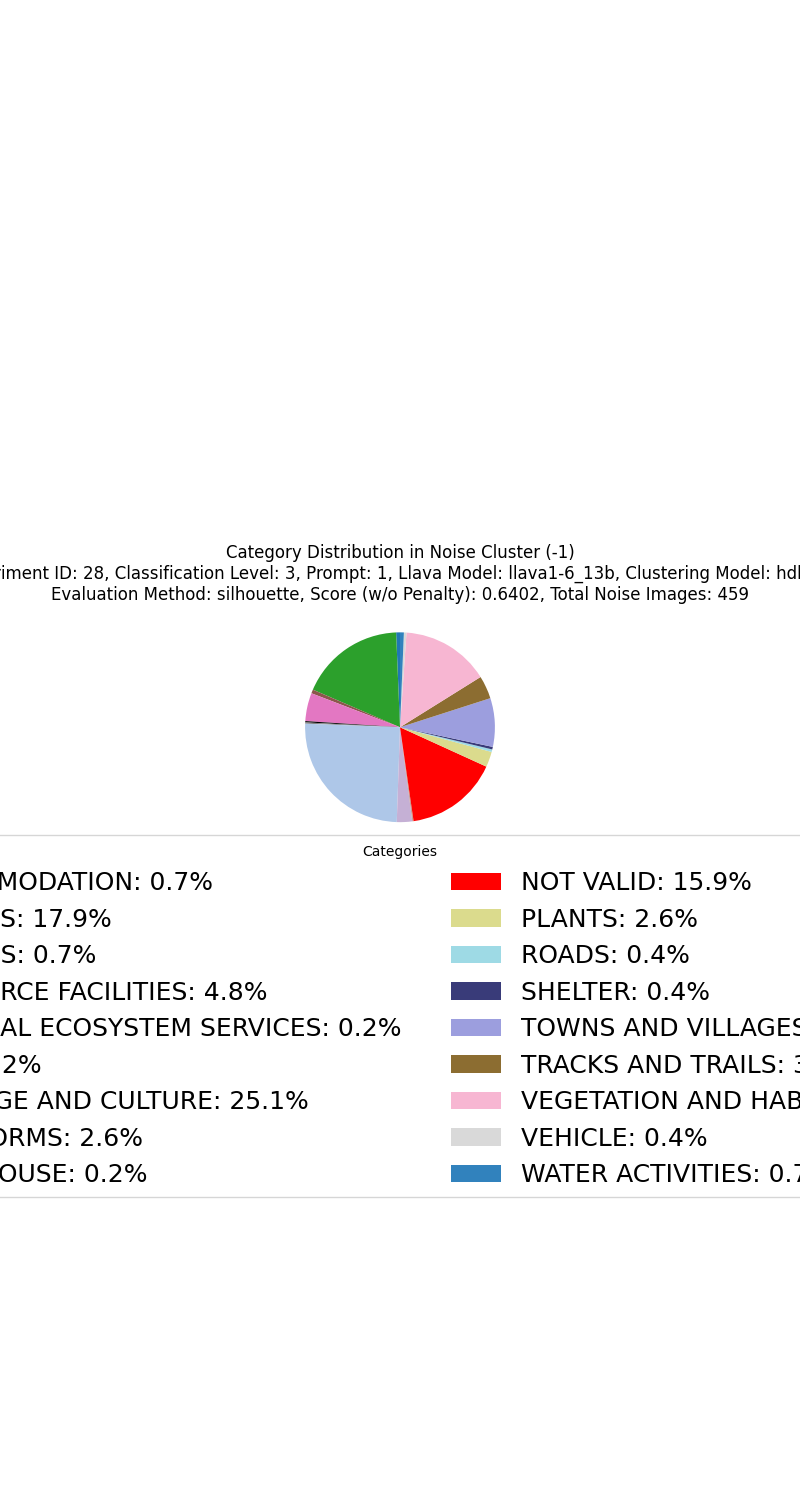 Category Distribution in Noise Cluster (-1)
ID: 28, Classification Level: 3, Prompt: 1, Llava Model: llava1-6_13b, Clustering Model:
Evaluation Method: silhouette, Score (w/o Penalty): 0.6402, Total Noise Images: 459
Categories
MODATION: 0.7%
S: 17.9%
S: 0.7%
RCE FACILITIES: 4.8%
AL ECOSYSTEM SERVICES: 0.2%
2%
GE AND CULTURE: 25.1%
ORMS: 2.6%
OUSE: 0.2%
NOT VALID: 15.9%
PLANTS: 2.6%
ROADS: 0.4%
SHELTER: 0.4%
TOWNS AND VILLAGES
TRACKS AND TRAILS: 3
VEGETATION AND HAB
VEHICLE: 0.4%
WATER ACTIVITIES: 0.7